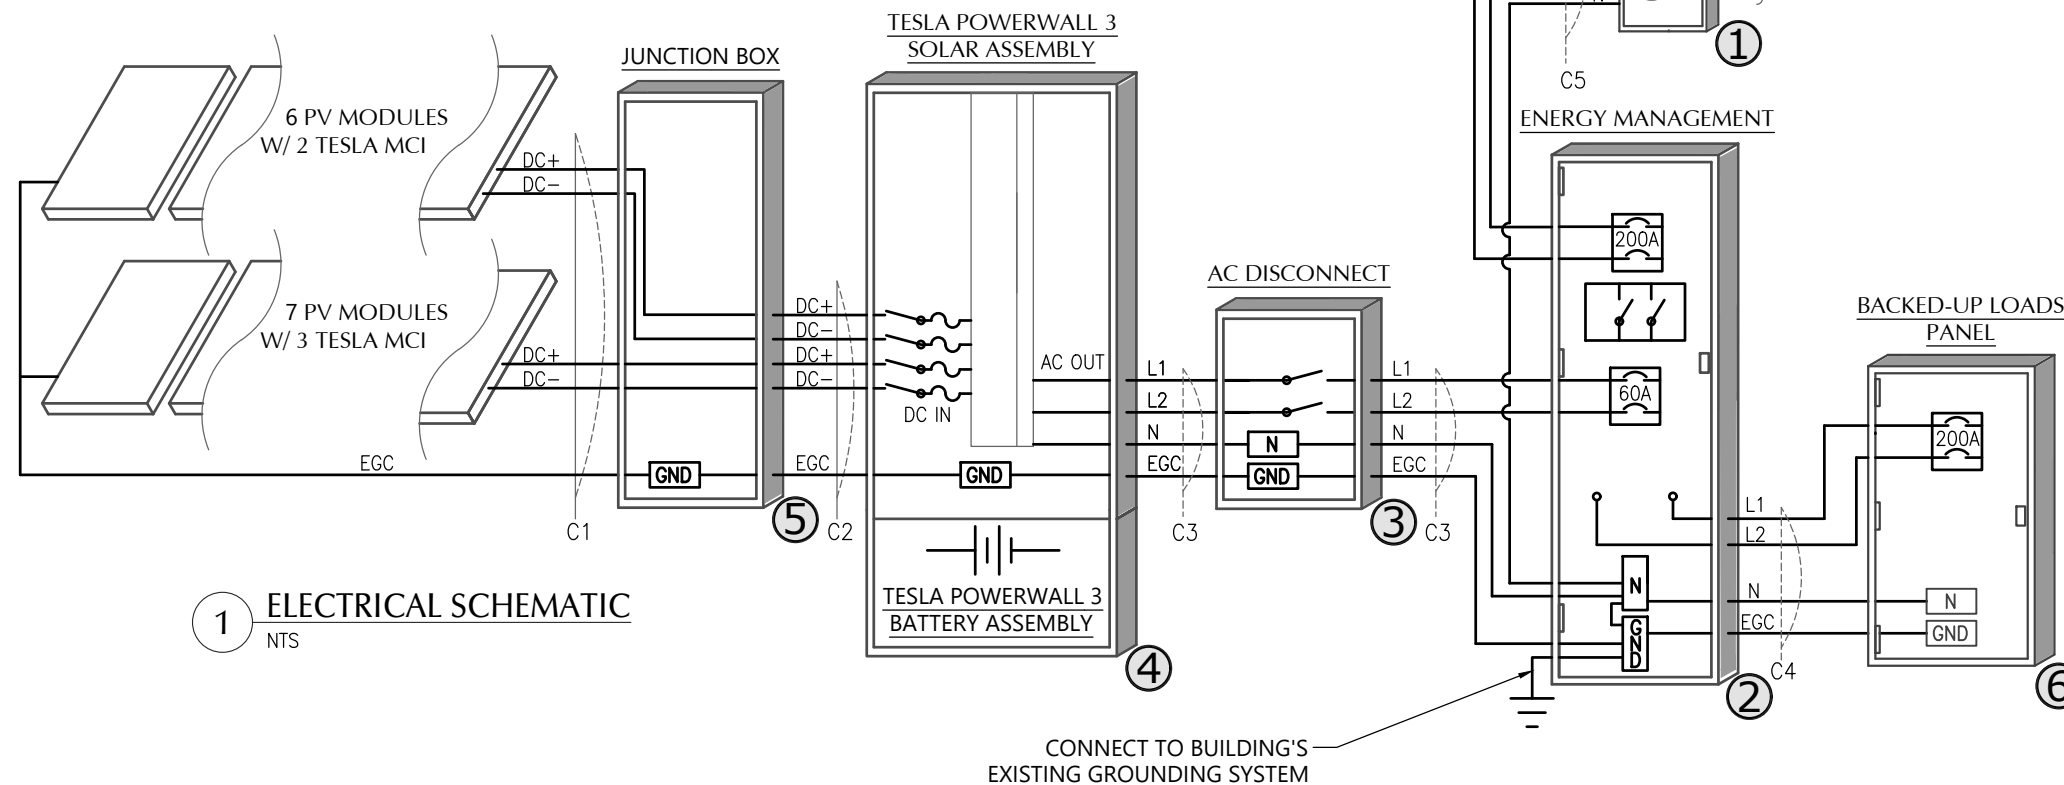 TESLA POWERWALL 3
SOLAR ASSEMBLY
N
1
C5
JUNCTION BOX
6 PV MODULES
W/ 2 TESLA MCI
DC+
DC-
7 PV MODULES
W/ 3 TESLA MCI
DC+
DC-
EGC
GND
C1
5
DC+
DC-
DC+
DC-
EGC
C2
DC IN
AC OUT
GND
TESLA POWERWALL 3
BATTERY ASSEMBLY
4
L1
L2
N
EGC
C3
AC DISCONNECT
N
GND
3
L1
L2
N
EGC
C3
ENERGY MANAGEMENT
200A
60A
N
GND
2
L1
L2
N
EGC
C4
BACKED-UP LOADS
PANEL
200A
N
GND
6
1
ELECTRICAL SCHEMATIC
NTS
CONNECT TO BUILDING'S
EXISTING GROUNDING SYSTEM